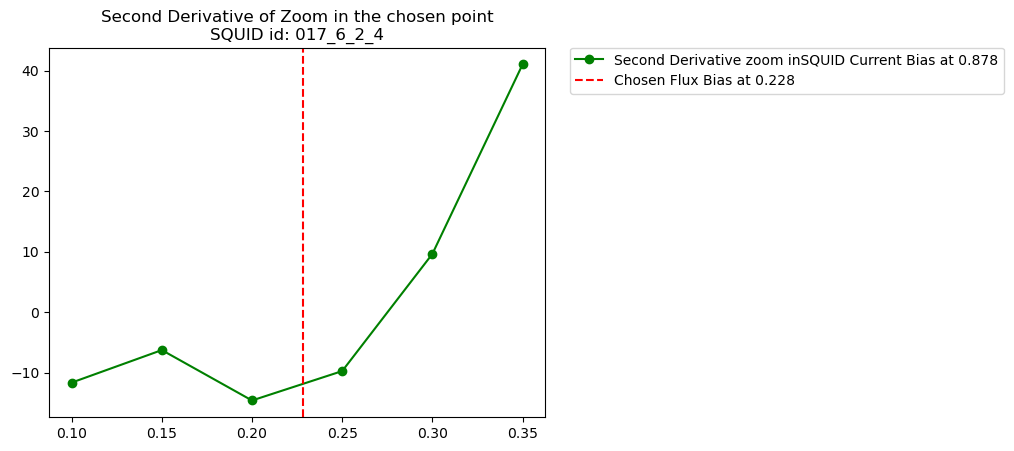 Second Derivative of Zoom in the chosen point
SQUID id: 017_6_2_4
Second Derivative zoom inSQUID Current Bias at 0.878
Chosen Flux Bias at 0.228
40
30
20
10
0
−10
0.10 0.15 0.20 0.25 0.30 0.35